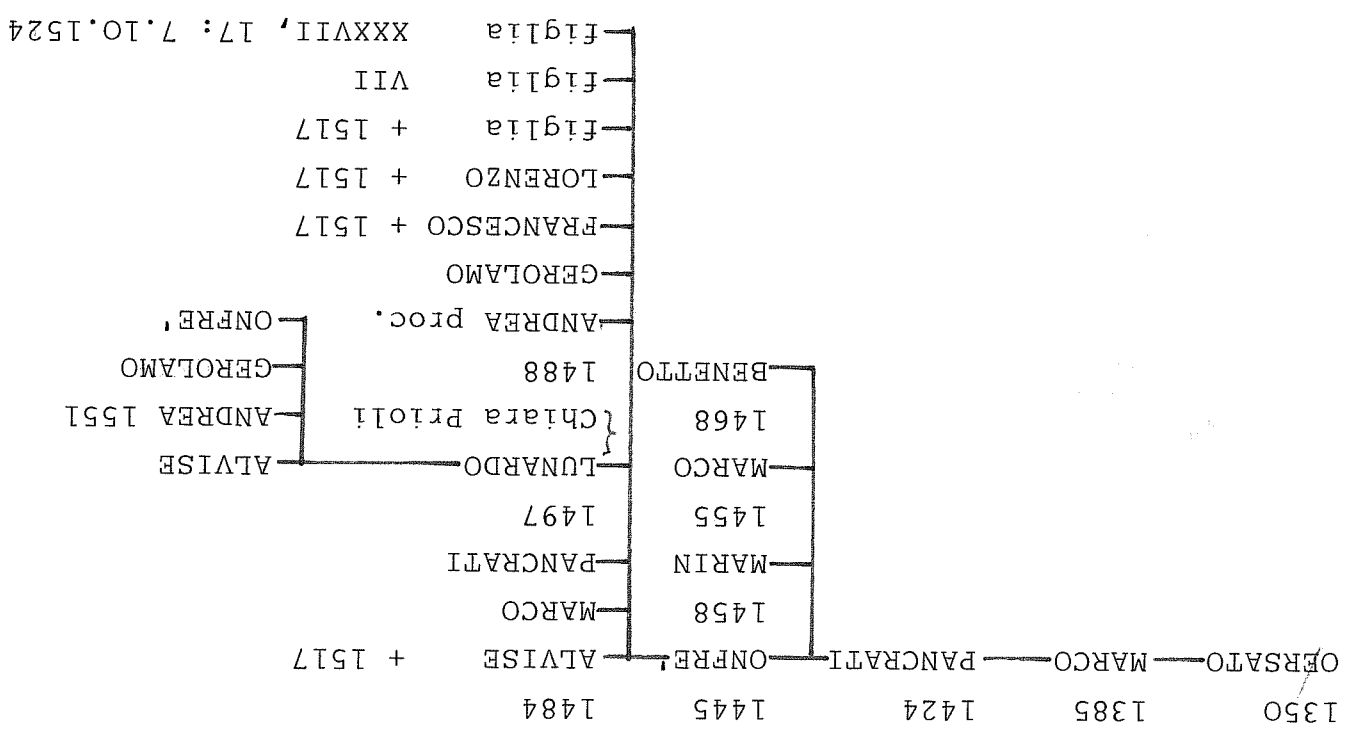 1350 1385 1424 1445 1484
OERSATO MARCO PANCRATI ONFRE' ALVISE + 1517
1458 MARCO
MARIN PANCRATI
1455 1497
MARCO LUNARDO ALVISE
1468 Chiara Prioli ANDREA 1551
BENETTO 1488 GEROLAMO
ANDREA proc. ONFRE'
GEROLAMO
FRANCESCO + 1517
LORENZO + 1517
figlia + 1517
figlia VII
figlia XXXVII, 17: 7.10.1524